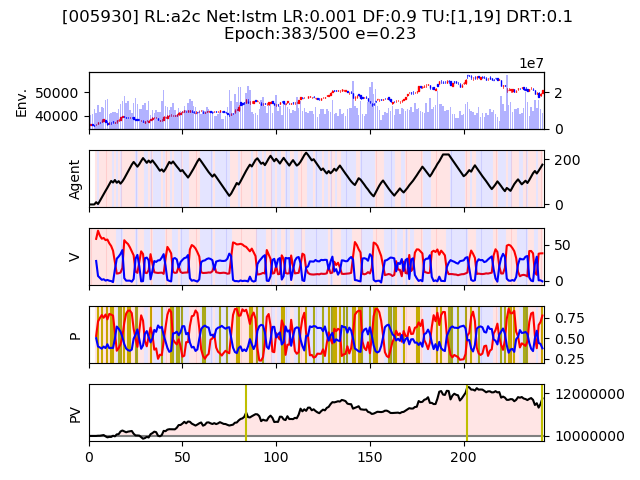 [005930] RL:a2c Net:lstm LR:0.001 DF:0.9 TU:[1,19] DRT:0.1
Epoch:383/500 e=0.23
1e7
Env.
50000
40000
2
0
Agent
200
0
V
50
0
P
0.75
0.50
0.25
PV
12000000
10000000
0
50
100
150
200